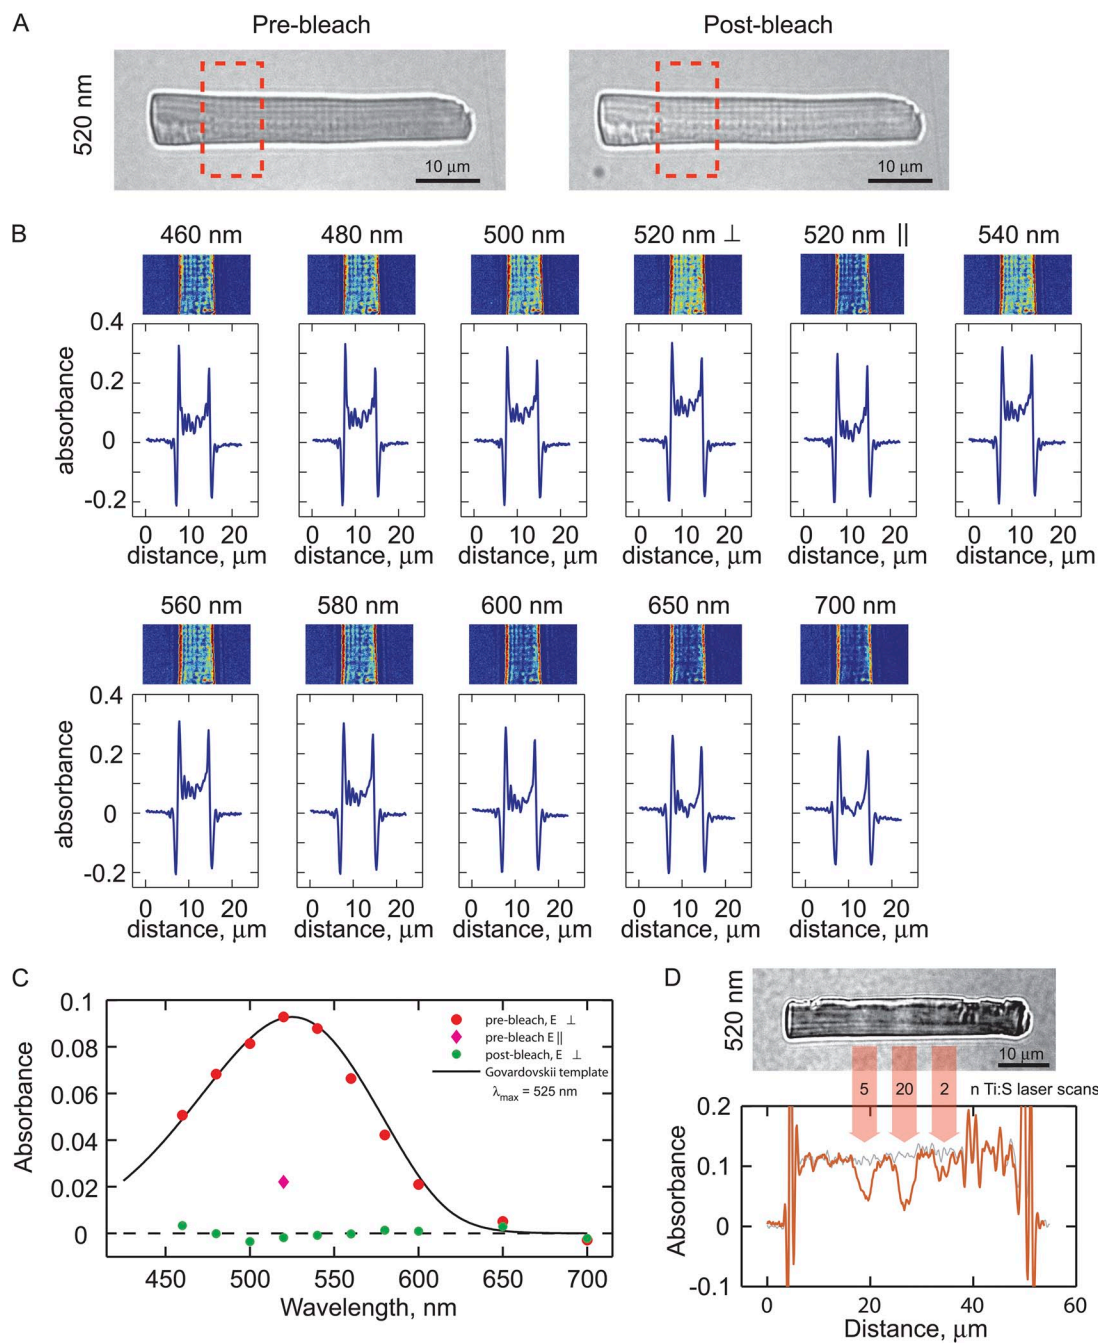 A
Pre-bleach
Post-bleach
520 nm
10 μm
10 μm
B
460 nm
480 nm
500 nm
520 nm ⊥
520 nm ||
540 nm
0.4
0.2
0
-0.2
absorbance
0 10 20
0 10 20
0 10 20
0 10 20
0 10 20
0 10 20
distance, μm
distance, μm
distance, μm
distance, μm
distance, μm
distance, μm
560 nm
580 nm
600 nm
650 nm
700 nm
0.4
0.2
0
-0.2
absorbance
0 10 20
0 10 20
0 10 20
0 10 20
0 10 20
distance, μm
distance, μm
distance, μm
distance, μm
distance, μm
C
0.1
0.08
0.06
0.04
0.02
0
Absorbance
pre-bleach, E ⊥
pre-bleach E ||
post-bleach, E ⊥
Govardovskii template
λmax = 525 nm
450 500 550 600 650 700
Wavelength, nm
D
520 nm
10 μm
5 20 2 n Ti:S laser scans
0.2
0.1
0
-0.1
Absorbance
0 20 40 60
Distance, μm